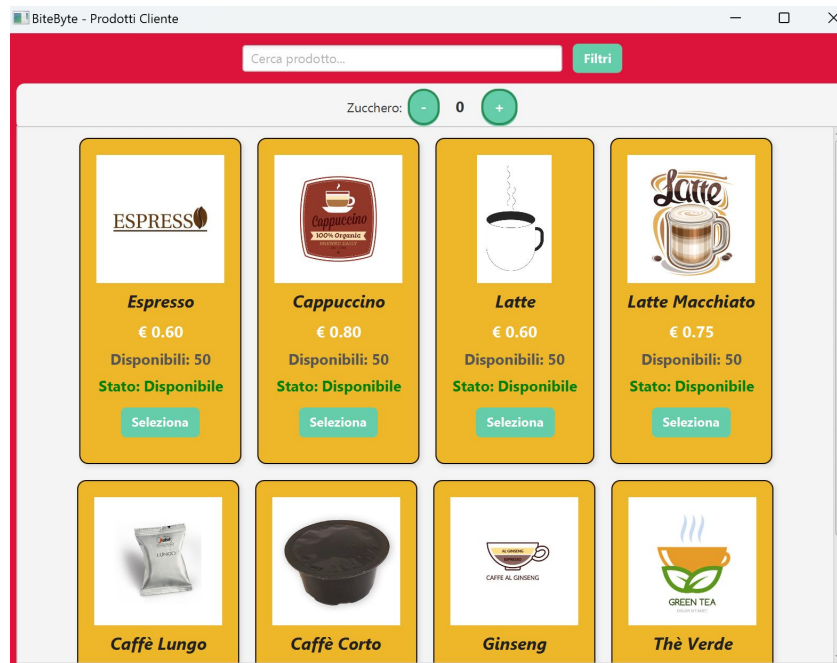 BiteByte - Prodotti Cliente
Cerca prodotto...
Filtri
Zucchero: - 0 +
ESPRESSO
Cappuccino
100% Organic
Latte
Espresso
Cappuccino
Latte
Latte Macchiato
€ 0.60
€ 0.80
€ 0.60
€ 0.75
Disponibili: 50
Disponibili: 50
Disponibili: 50
Disponibili: 50
Stato: Disponibile
Stato: Disponibile
Stato: Disponibile
Stato: Disponibile
Seleziona
Seleziona
Seleziona
Seleziona
LUNGO
AL GINSENG
ESPRESSO
CAFFE AL GINSENG
GREEN TEA
Caffè Lungo
Caffè Corto
Ginseng
Thè Verde